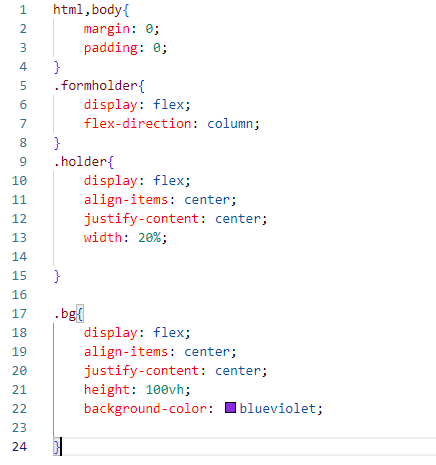 1 html,body{
2     margin: 0;
3     padding: 0;
4 }
5 .formholder{
6     display: flex;
7     flex-direction: column;
8 }
9 .holder{
10     display: flex;
11     align-items: center;
12     justify-content: center;
13     width: 20%;
14
15 }
16
17 .bg{
18     display: flex;
19     align-items: center;
20     justify-content: center;
21     height: 100vh;
22     background-color: blueviolet;
23
24 }